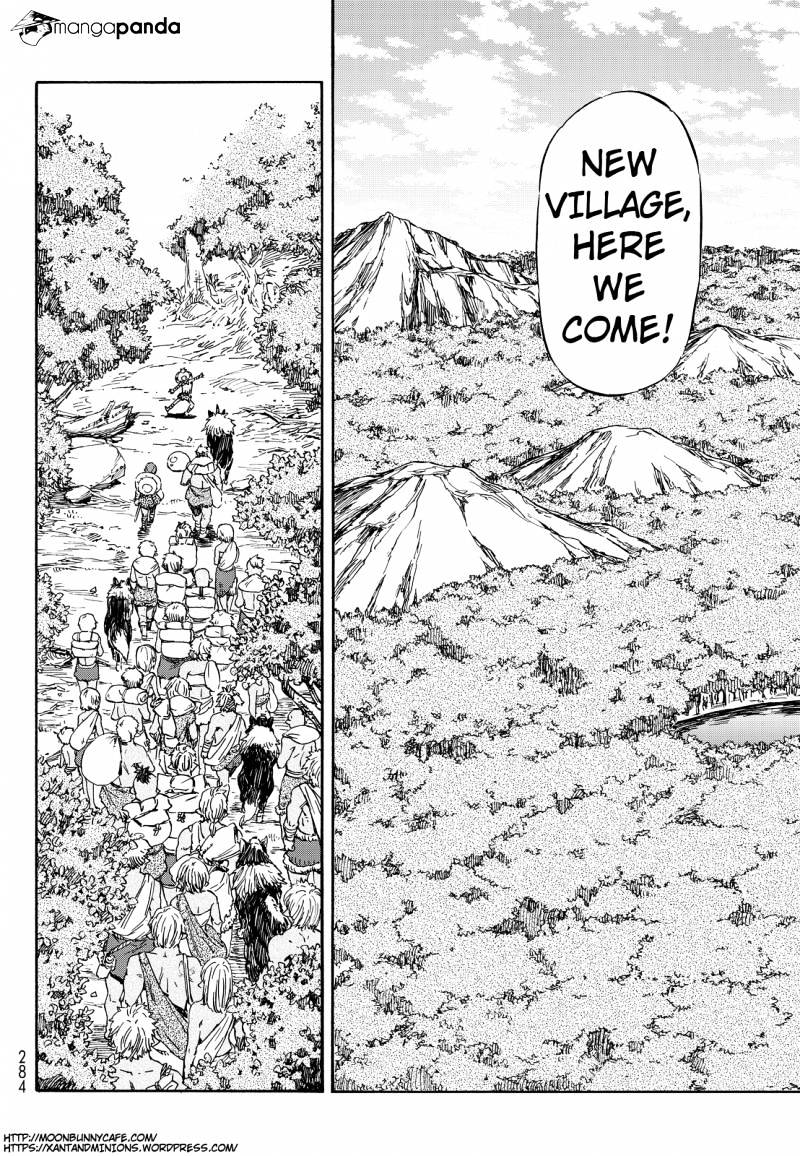 mangapanda
NEW
VILLAGE,
HERE
WE
COME!
284
HTTP://MOONBUNNYCAFE.COM/
HTTPS://XANTANDMINIONS.WORDPRESS.COM/